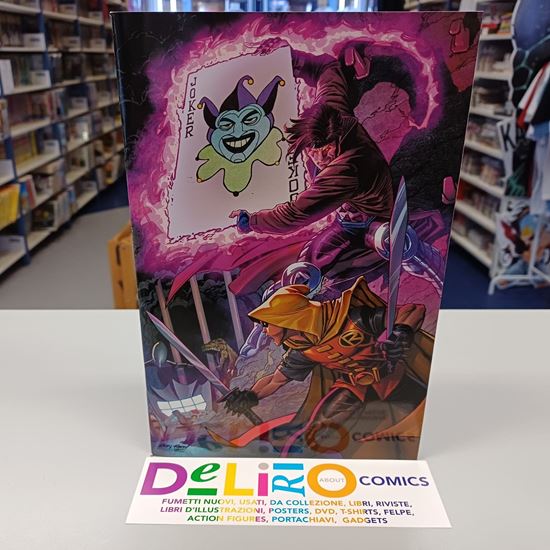 JOKER
JOKER
R
DeLiRiO
ABOUT
COMICS
FUMETTI NUOVI, USATI, DA COLLEZIONE, LIBRI, RIVISTE,
LIBRI D'ILLUSTRAZIONI, POSTERS, DVD, T-SHIRTS, FELPE,
ACTION FIGURES, PORTACHIAVI, GADGETS